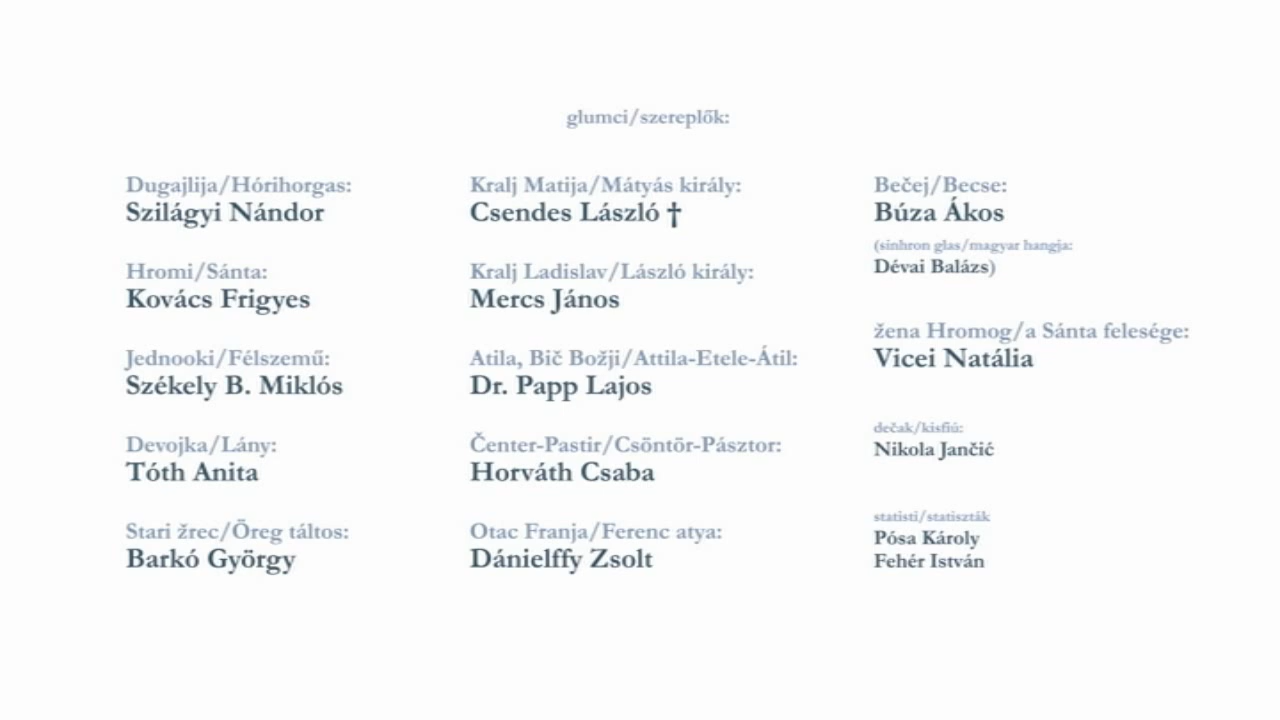 glumci/szereplők:
Dugajlija/Hórihorgas:
Szilágyi Nándor
Hromi/Sánta:
Kovács Frigyes
Jednooki/Félszemű:
Székely B. Miklós
Devojka/Lány:
Tóth Anita
Stari žrec/Öreg táltos:
Barkó György
Kralj Matija/Mátyás király:
Csendes László †
Kralj Ladislav/László király:
Mercs János
Atila, Bič Božji/Attila-Etele-Átil:
Dr. Papp Lajos
Čenter-Pastir/Csöntör-Pásztor:
Horváth Csaba
Otac Franja/Ferenc atya:
Dánielffy Zsolt
Bečej/Becse:
Búza Ákos
(sinhron glas/magyar hangja:
Dévai Balázs)
žena Hromog/a Sánta felesége:
Vicei Natália
dečak/kisfiú:
Nikola Jančić
statisti/statiszták
Pósa Károly
Fehér István